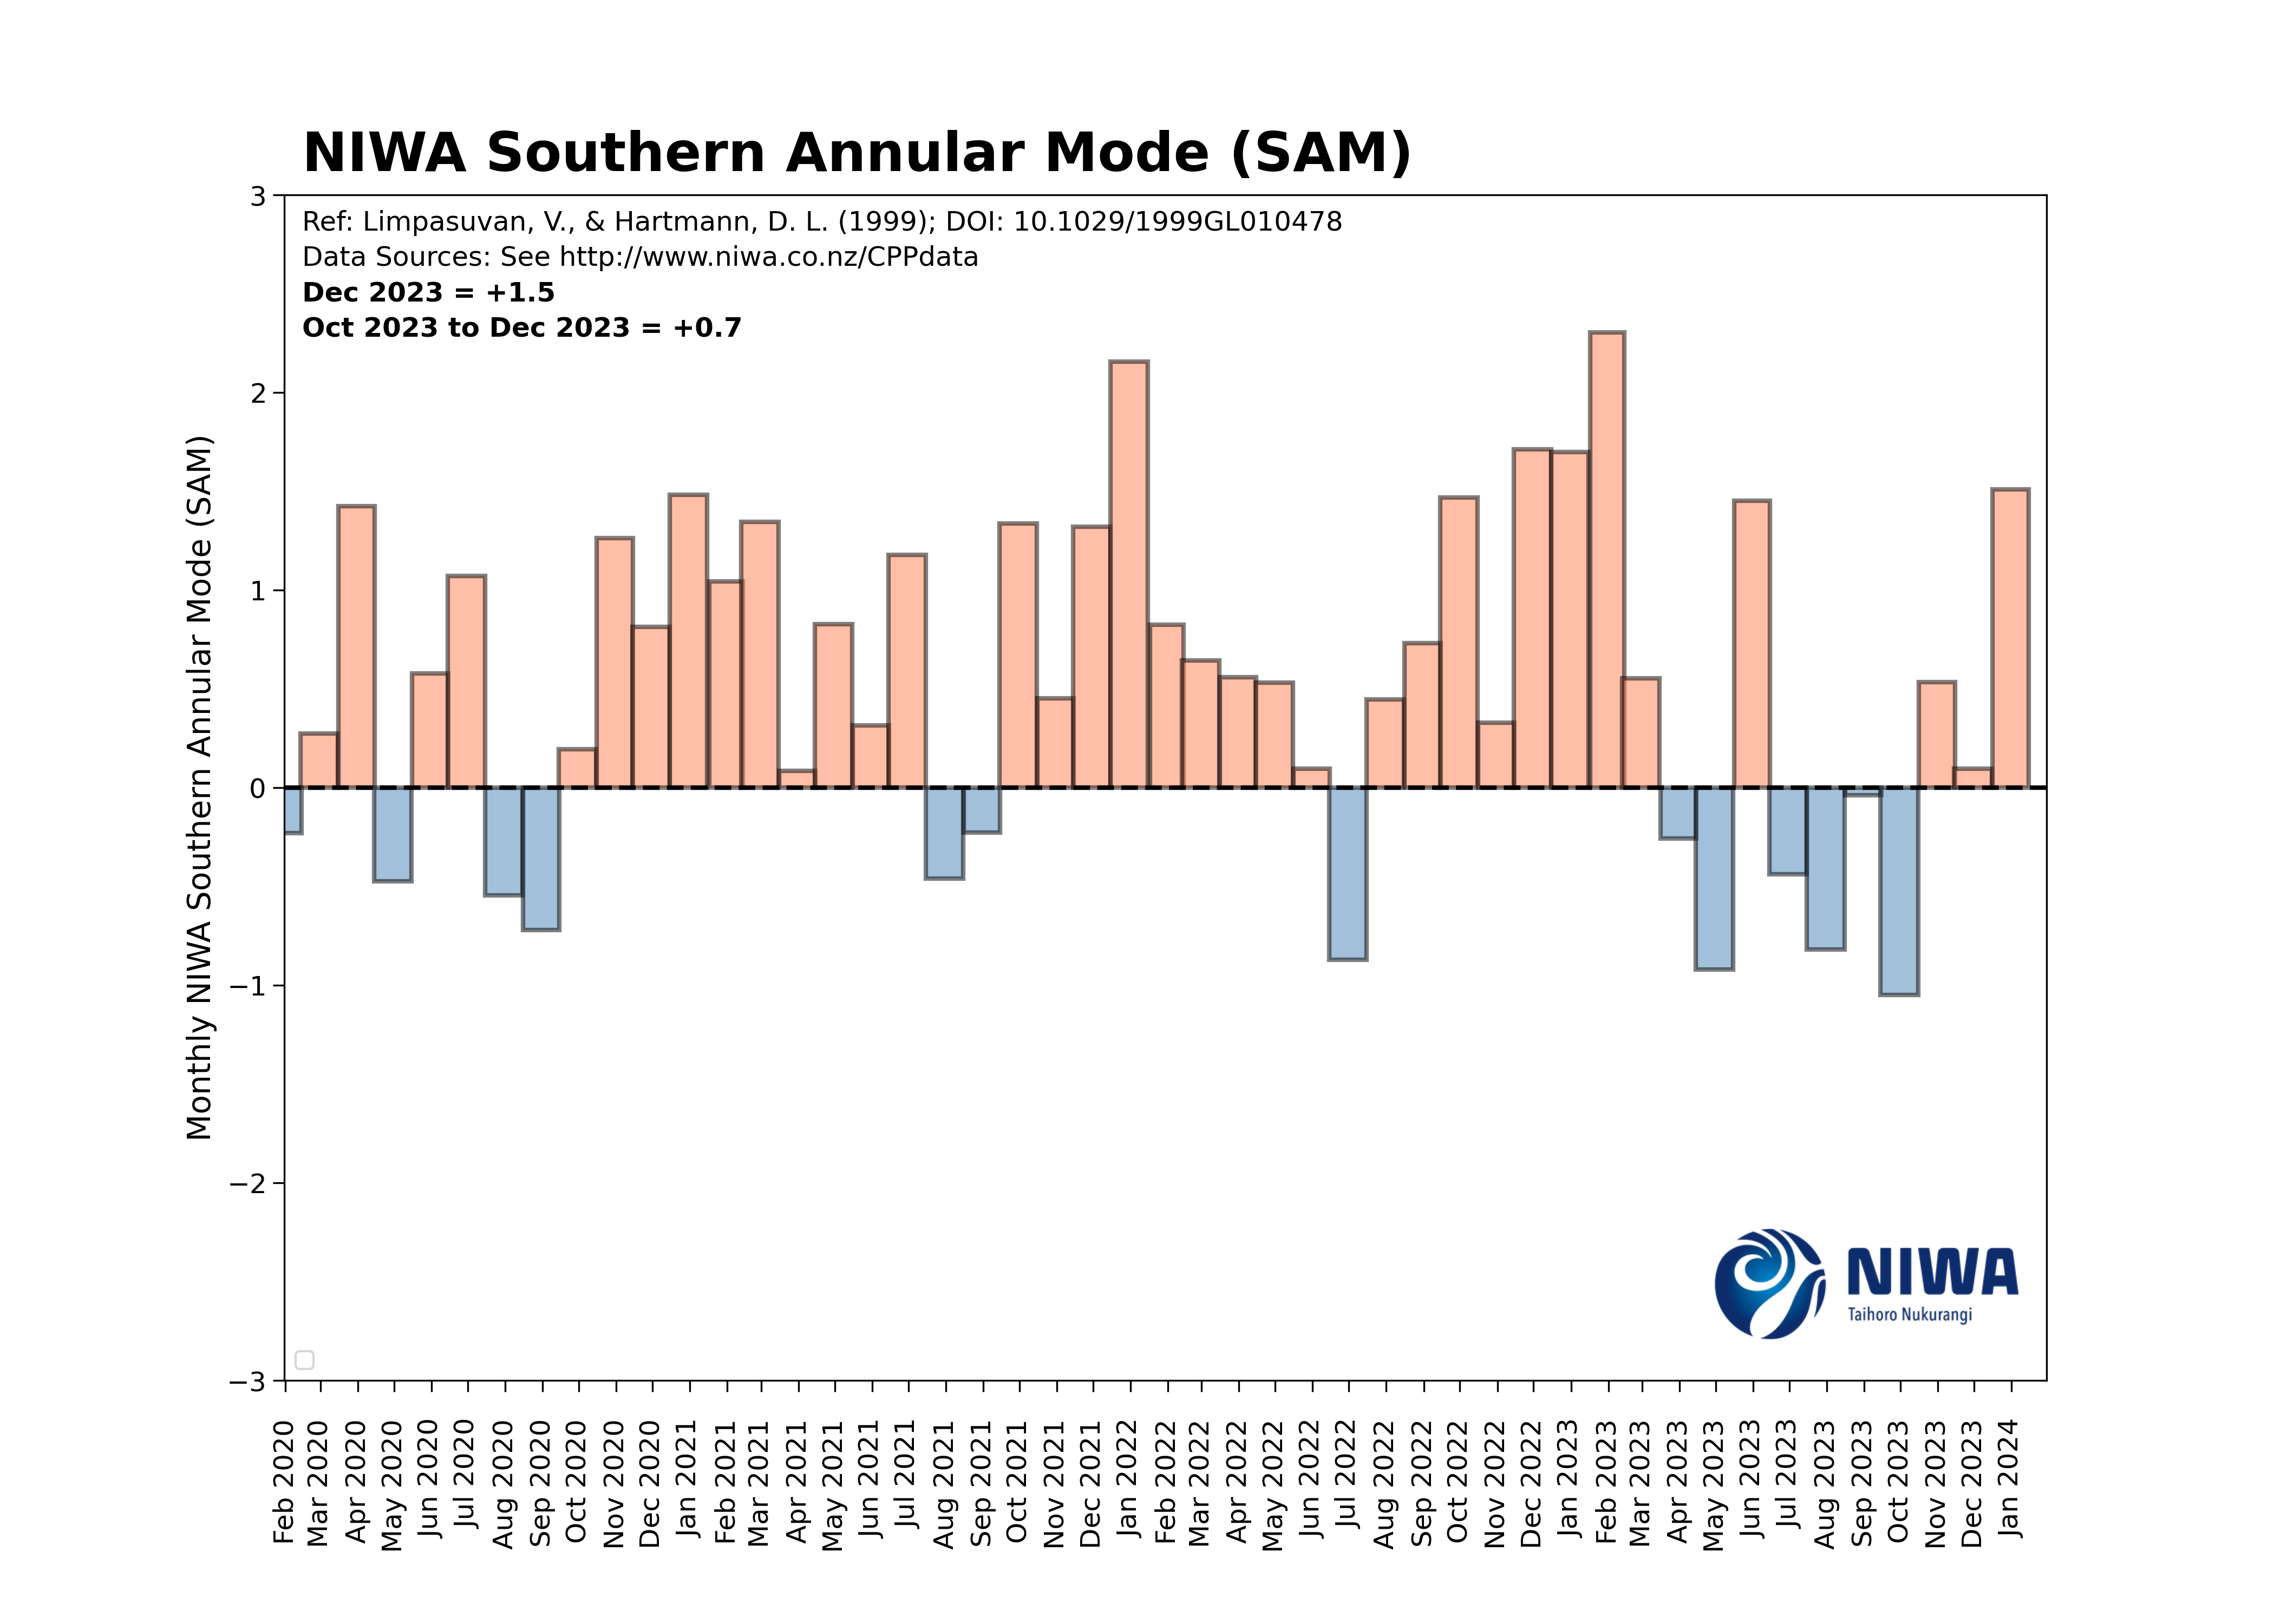 NIWA Southern Annular Mode (SAM)
Ref: Limpasuvan, V., & Hartmann, D. L. (1999); DOI: 10.1029/1999GL010478
Data Sources: See http://www.niwa.co.nz/CPPdata
Dec 2023 = +1.5
Oct 2023 to Dec 2023 = +0.7
Monthly NIWA Southern Annular Mode (SAM)
3
2
1
0
−1
−2
−3
NIWA
Taihoro Nukurangi
Feb 2020
Mar 2020
Apr 2020
May 2020
Jun 2020
Jul 2020
Aug 2020
Sep 2020
Oct 2020
Nov 2020
Dec 2020
Jan 2021
Feb 2021
Mar 2021
Apr 2021
May 2021
Jun 2021
Jul 2021
Aug 2021
Sep 2021
Oct 2021
Nov 2021
Dec 2021
Jan 2022
Feb 2022
Mar 2022
Apr 2022
May 2022
Jun 2022
Jul 2022
Aug 2022
Sep 2022
Oct 2022
Nov 2022
Dec 2022
Jan 2023
Feb 2023
Mar 2023
Apr 2023
May 2023
Jun 2023
Jul 2023
Aug 2023
Sep 2023
Oct 2023
Nov 2023
Dec 2023
Jan 2024